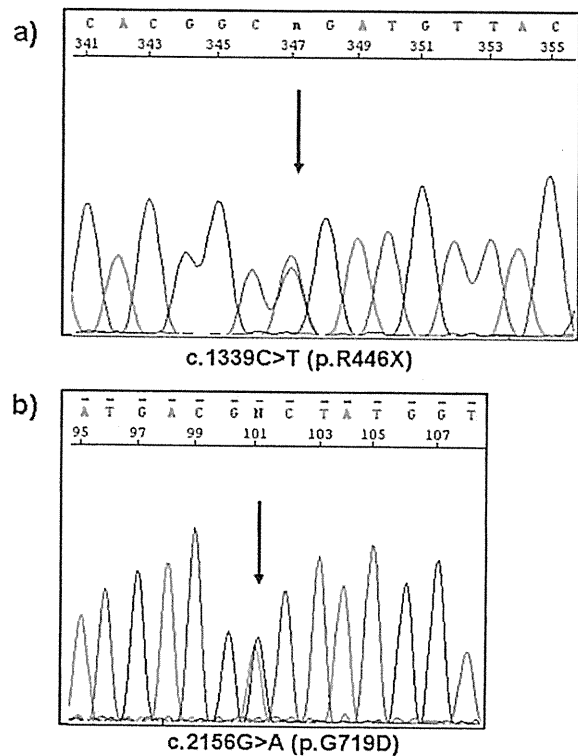 a)
C A C G G C n G A T G T T A C
341 343 345 347 349 351 353 355
c.1339C>T (p.R446X)
b)
A T G A C G N C T A T G G T
95 97 99 101 103 105 107
c.2156G>A (p.G719D)